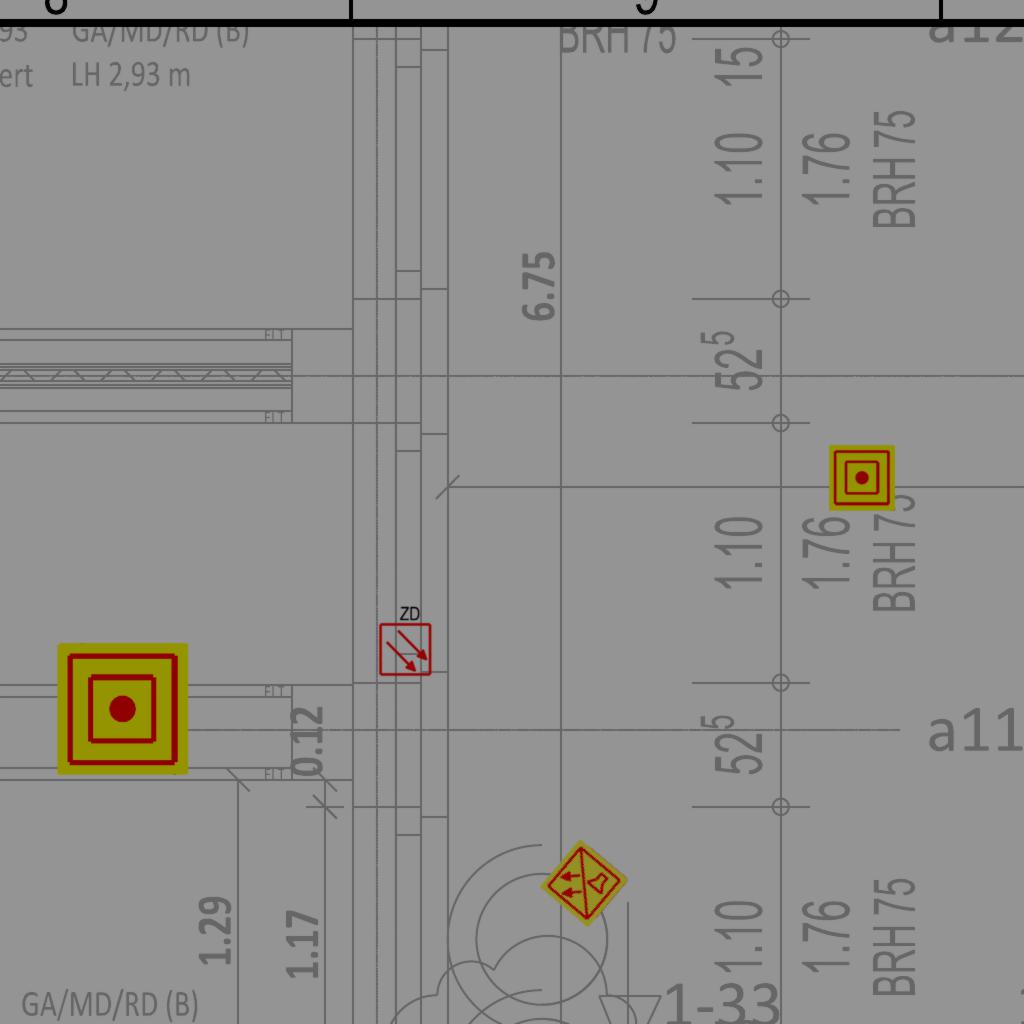 93 GA/MD/RD (B)
ert LH 2,93 m
BRH 75
a12
15
1.10
1.76
BRH 75
6.75
52⁵
FLT
FLT
1.10
1.76
BRH 75
ZD
FLT
FLT
0.12
52⁵
a11
1.29
1.17
1.10
1.76
BRH 75
GA/MD/RD (B)
1-33